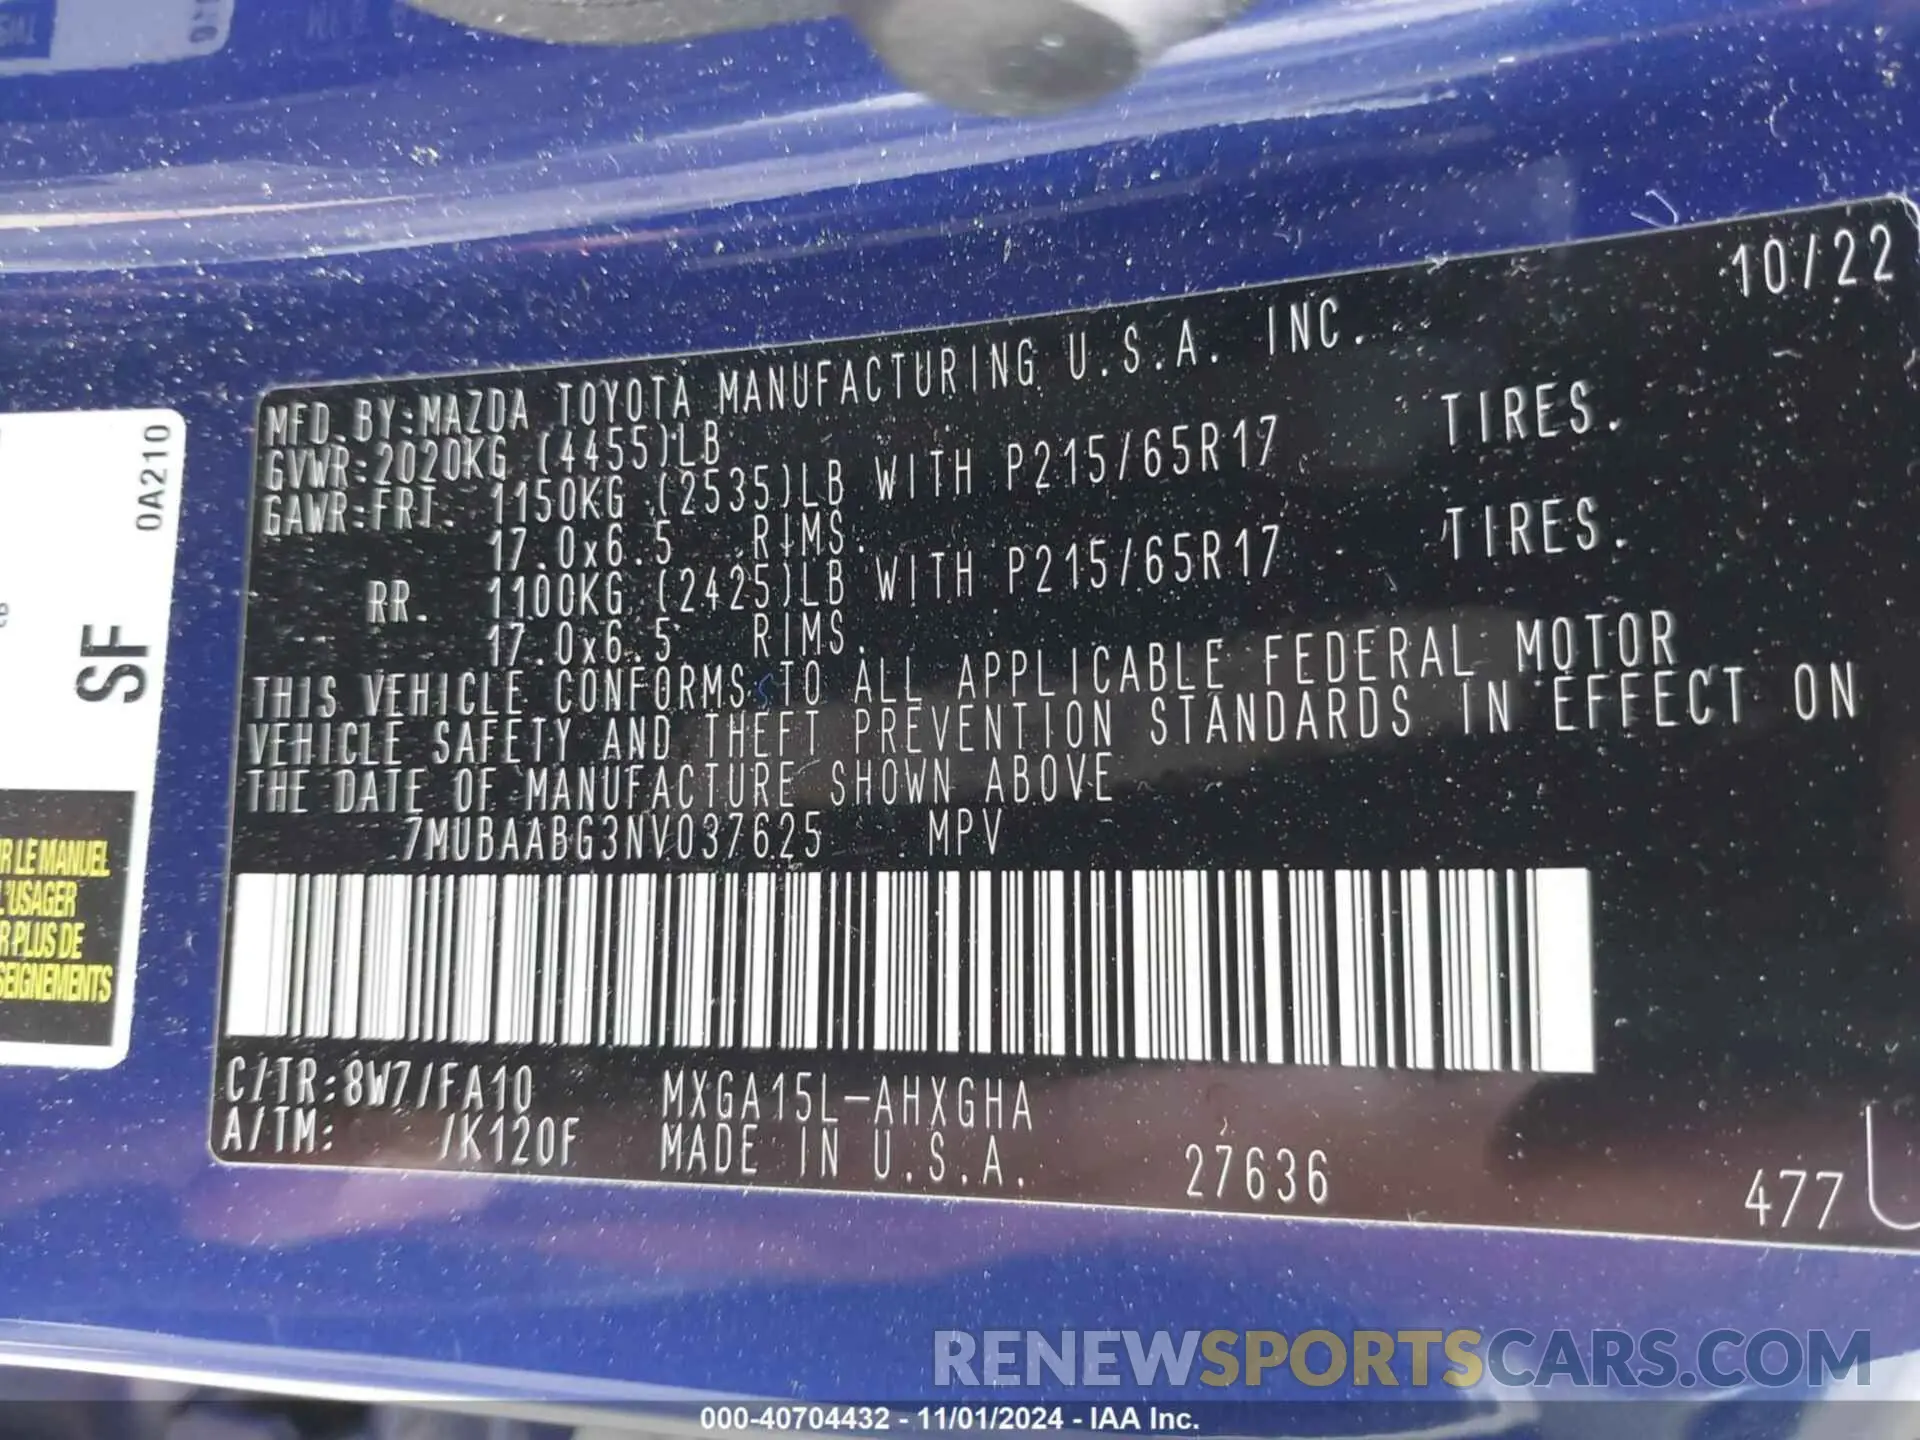 0A210
SF
R LE MANUEL
L'USAGER
R PLUS DE
SEIGNEMENTS
10/22
MFD. BY:MAZDA TOYOTA MANUFACTURING U.S.A. INC.
GVWR:2020KG (4455)LB
GAWR:FRT. 1150KG (2535)LB WITH P215/65R17 TIRES.
17.0x6.5 RIMS.
RR. 1100KG (2425)LB WITH P215/65R17 TIRES.
17.0x6.5 RIMS.
THIS VEHICLE CONFORMS TO ALL APPLICABLE FEDERAL MOTOR
VEHICLE SAFETY AND THEFT PREVENTION STANDARDS IN EFFECT ON
THE DATE OF MANUFACTURE SHOWN ABOVE
7MUBAABG3NV037625 MPV
C/TR:8W7/FA10 MXGA15L-AHXGHA
A/TM: /K120F MADE IN U.S.A. 27636 477
RENEWSPORTSCARS.COM
000-40704432 - 11/01/2024 - IAA Inc.